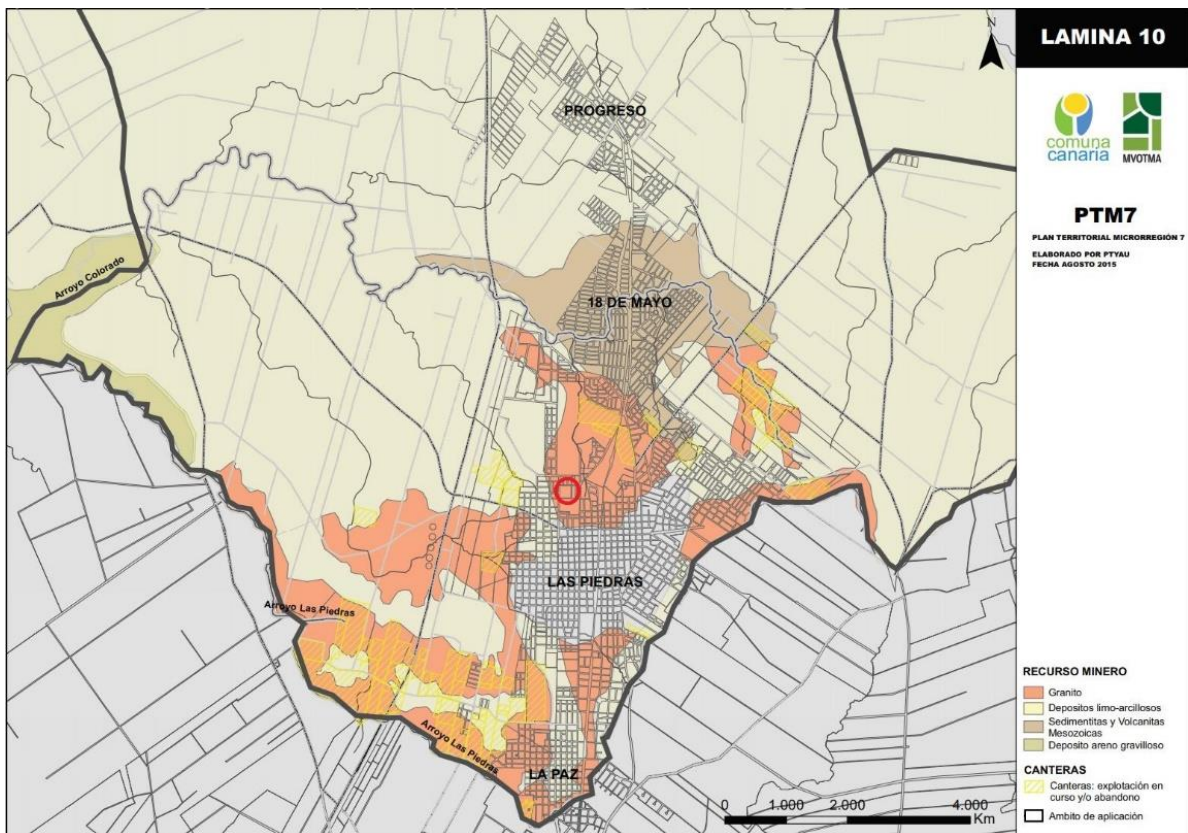 LAMINA 10
comuna
canaria
MVOTMA
PTM7
PLAN TERRITORIAL MICRORREGIÓN 7
ELABORADO POR PTYAU
FECHA AGOSTO 2015
N
PROGRESO
Arroyo Colorado
18 DE MAYO
LAS PIEDRAS
Arroyo Las Piedras
Arroyo Las Piedras
LA PAZ
RECURSO MINERO
Granito
Depositos limo-arcillosos
Sedimentitas y Volcanitas
Mesozoicas
Deposito areno gravilloso
CANTERAS
Canteras: explotación en
curso y/o abandono
Ambito de aplicación
0 1.000 2.000 4.000
Km